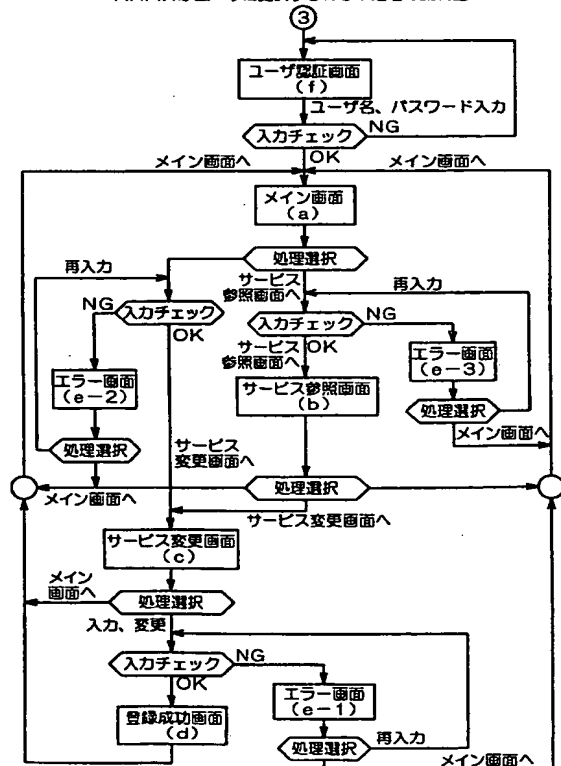 ③
ユーザ認証画面
(f)
ユーザ名、パスワード入力
入力チェック
NG
OK
メイン画面へ
メイン画面へ
メイン画面
(a)
処理選択
再入力
サービス
参照画面へ
再入力
NG
入力チェック
OK
入力チェック
NG
サービス
参照画面へ
OK
エラー画面
(e-2)
サービス参照画面
(b)
エラー画面
(e-3)
処理選択
処理選択
サービス
変更画面へ
メイン画面へ
メイン画面へ
処理選択
サービス変更画面へ
サービス変更画面
(c)
メイン
画面へ
処理選択
入力、変更
入力チェック
NG
OK
エラー画面
(e-1)
登録成功画面
(d)
処理選択
再入力
メイン画面へ